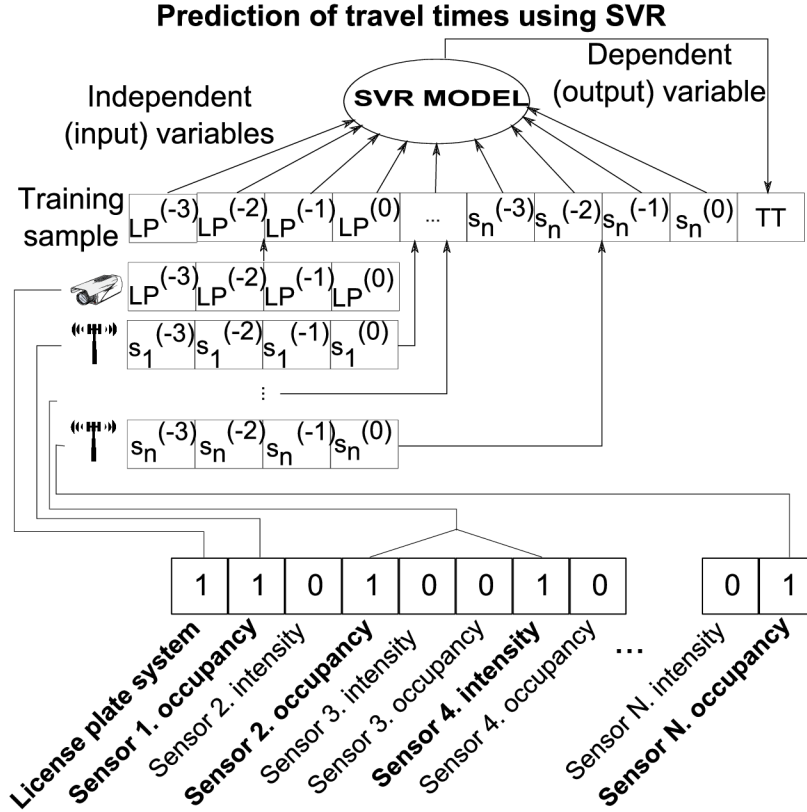 Prediction of travel times using SVR
Independent
(input) variables
SVR MODEL
Dependent
(output) variable
Training
sample
LP(-3) LP(-2) LP(-1) LP(0) ... sn(-3) sn(-2) sn(-1) sn(0) TT
LP(-3) LP(-2) LP(-1) LP(0)
s1(-3) s1(-2) s1(-1) s1(0)
...
sn(-3) sn(-2) sn(-1) sn(0)
1 1 0 1 0 0 1 0 ... 0 1
License plate system
Sensor 1. occupancy
Sensor 2. intensity
Sensor 2. occupancy
Sensor 3. intensity
Sensor 3. occupancy
Sensor 4. intensity
Sensor 4. occupancy
Sensor N. intensity
Sensor N. occupancy